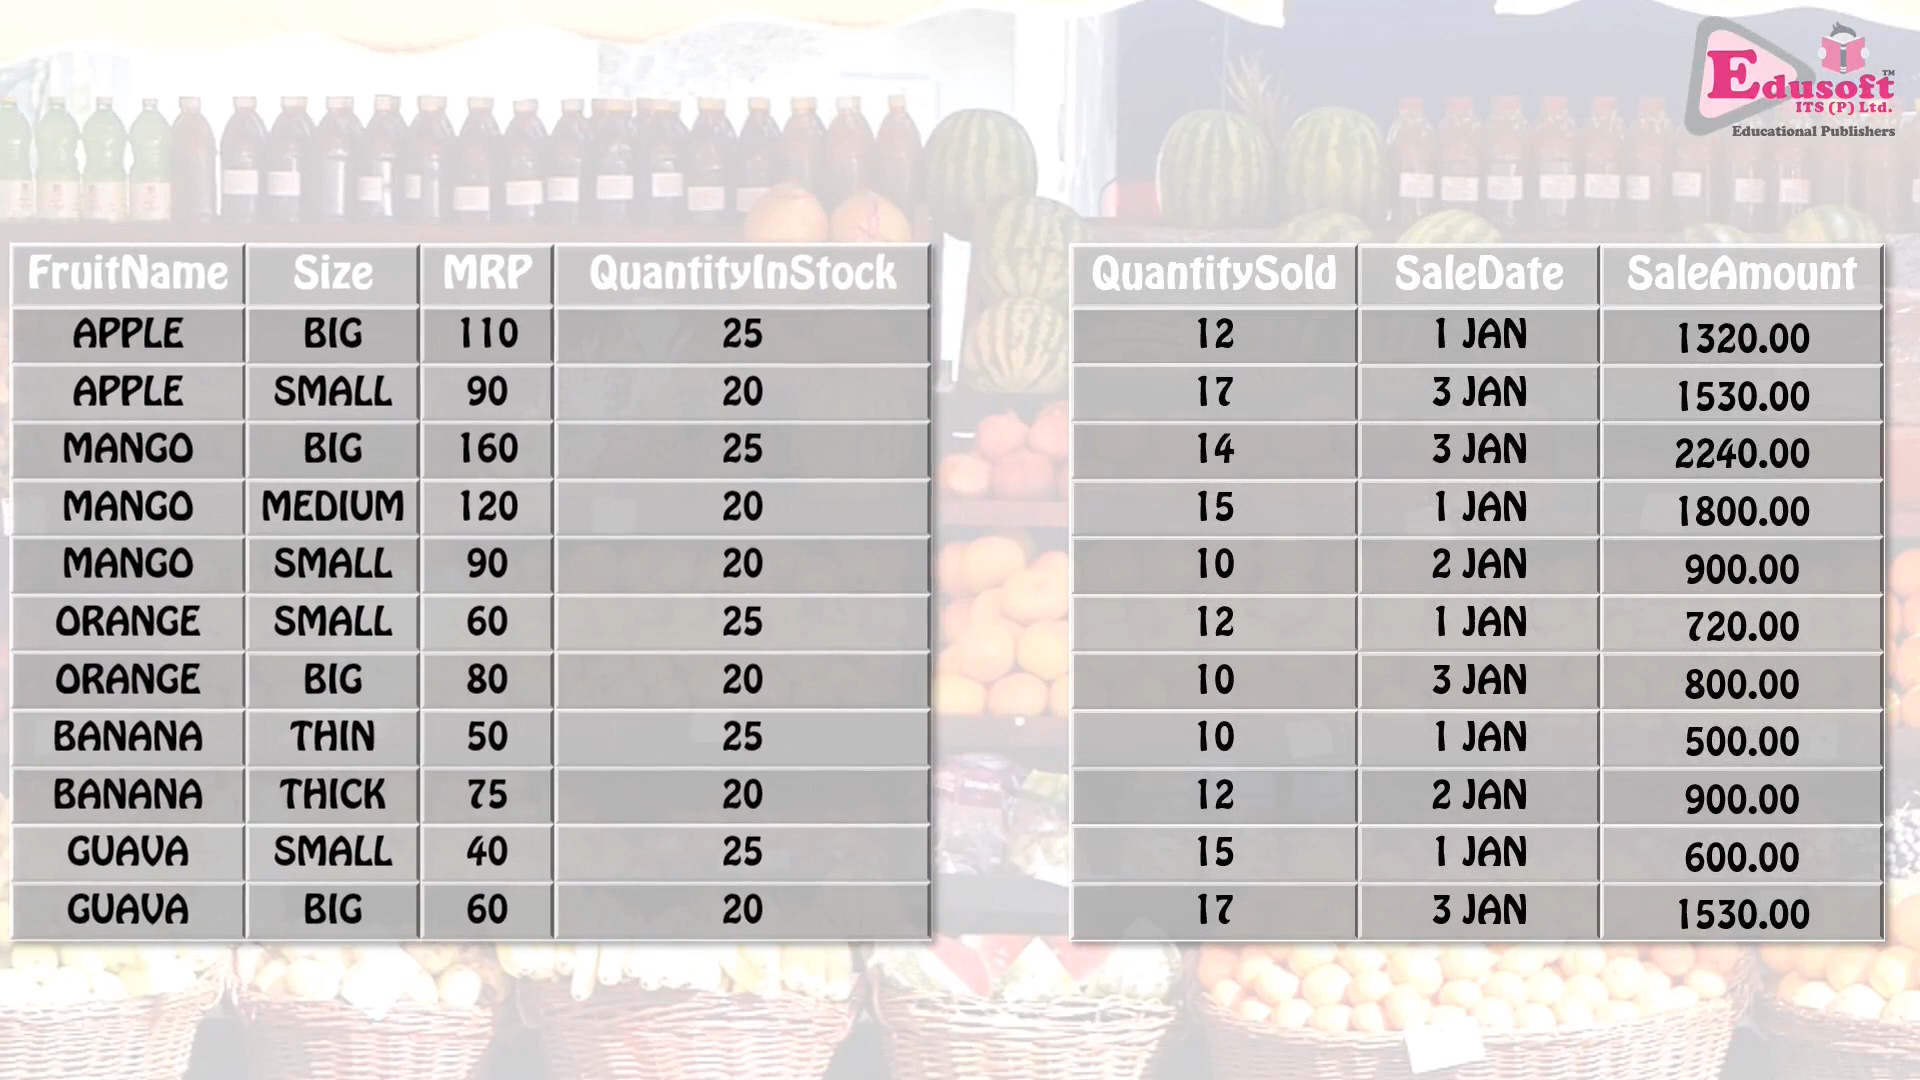 Edusoft™
ITS (P) Ltd.
Educational Publishers
FruitName Size MRP QuantityInStock
APPLE BIG 110 25
APPLE SMALL 90 20
MANGO BIG 160 25
MANGO MEDIUM 120 20
MANGO SMALL 90 20
ORANGE SMALL 60 25
ORANGE BIG 80 20
BANANA THIN 50 25
BANANA THICK 75 20
GUAVA SMALL 40 25
GUAVA BIG 60 20
QuantitySold SaleDate SaleAmount
12 1 JAN 1320.00
17 3 JAN 1530.00
14 3 JAN 2240.00
15 1 JAN 1800.00
10 2 JAN 900.00
12 1 JAN 720.00
10 3 JAN 800.00
10 1 JAN 500.00
12 2 JAN 900.00
15 1 JAN 600.00
17 3 JAN 1530.00